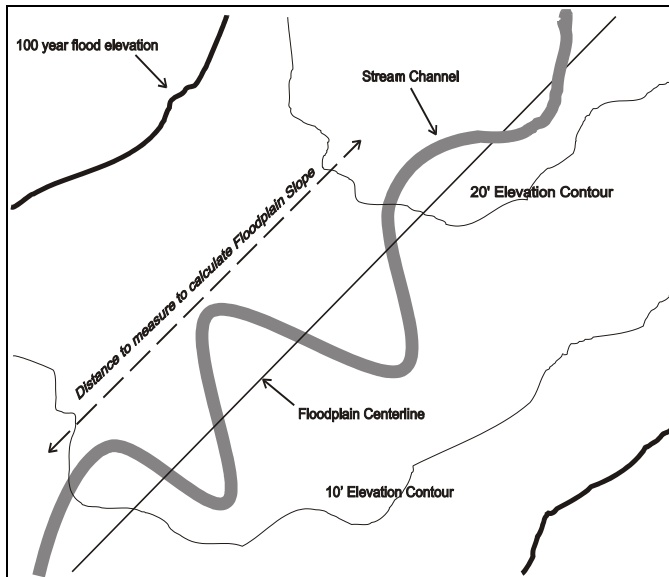 100 year flood elevation
Stream Channel
20' Elevation Contour
Distance to measure to calculate Floodplain Slope
Floodplain Centerline
10' Elevation Contour